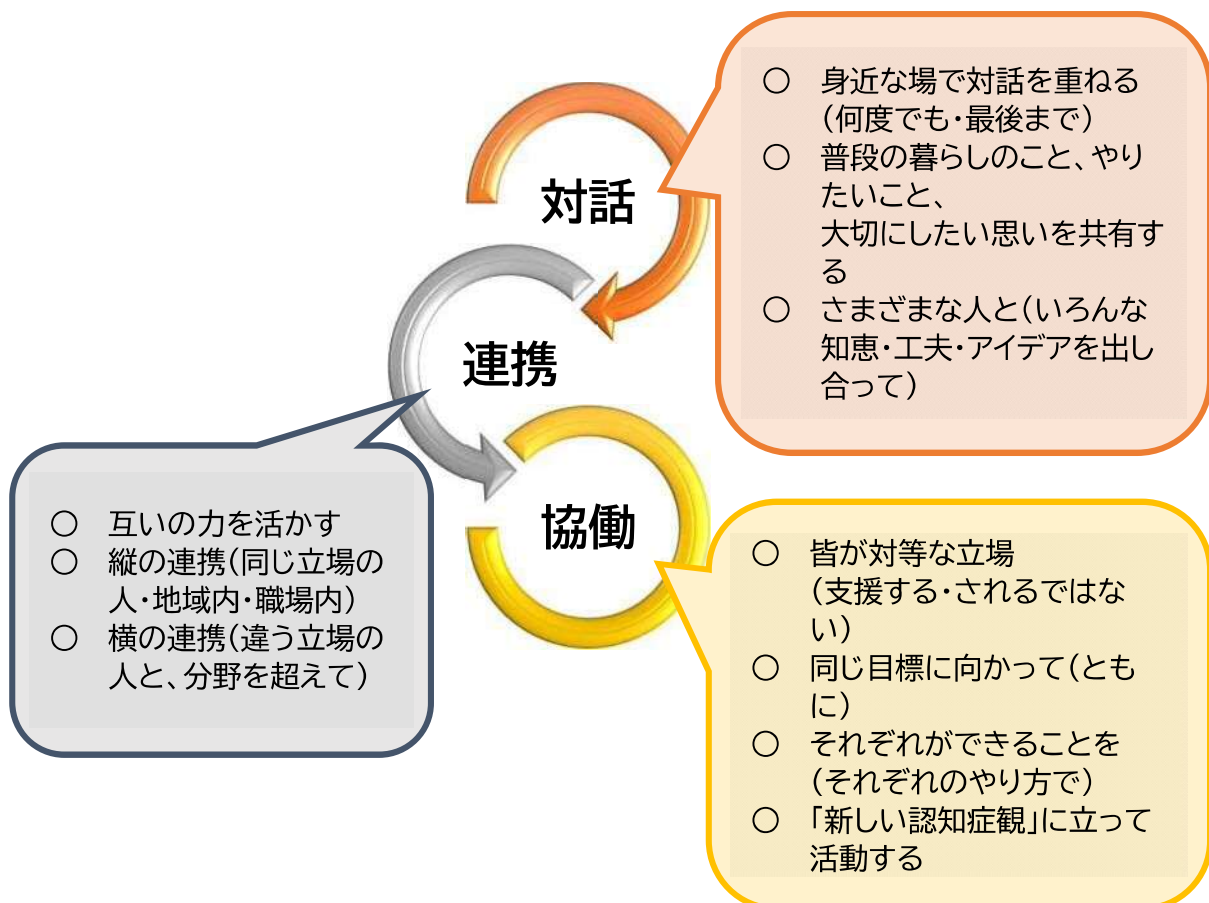 対話
○ 身近な場で対話を重ねる
（何度でも・最後まで）
○ 普段の暮らしのこと、やり
たいこと、
大切にしたい思いを共有す
る
○ さまざまな人と（いろんな
知恵・工夫・アイデアを出し
合って）
連携
○ 互いの力を活かす
○ 縦の連携（同じ立場の
人・地域内・職場内）
○ 横の連携（違う立場の
人と、分野を超えて）
協働
○ 皆が対等な立場
（支援する・されるではな
い）
○ 同じ目標に向かって（とも
に）
○ それぞれができることを
（それぞれのやり方で）
○ 「新しい認知症観」に立って
活動する